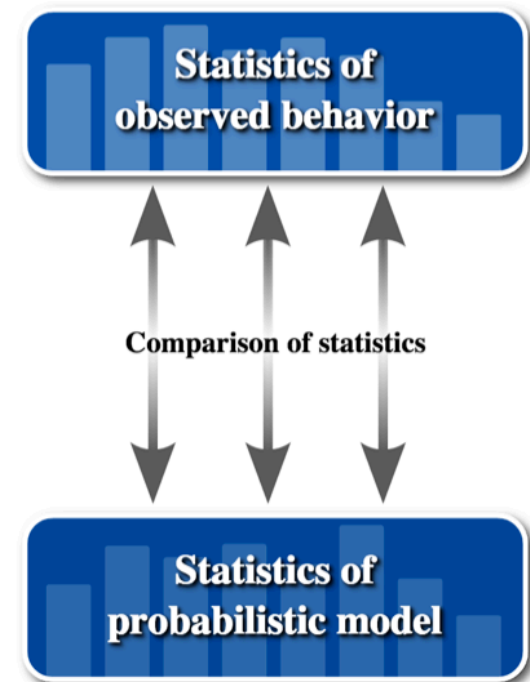 Statistics of
observed behavior
Comparison of statistics
Statistics of
probabilistic model